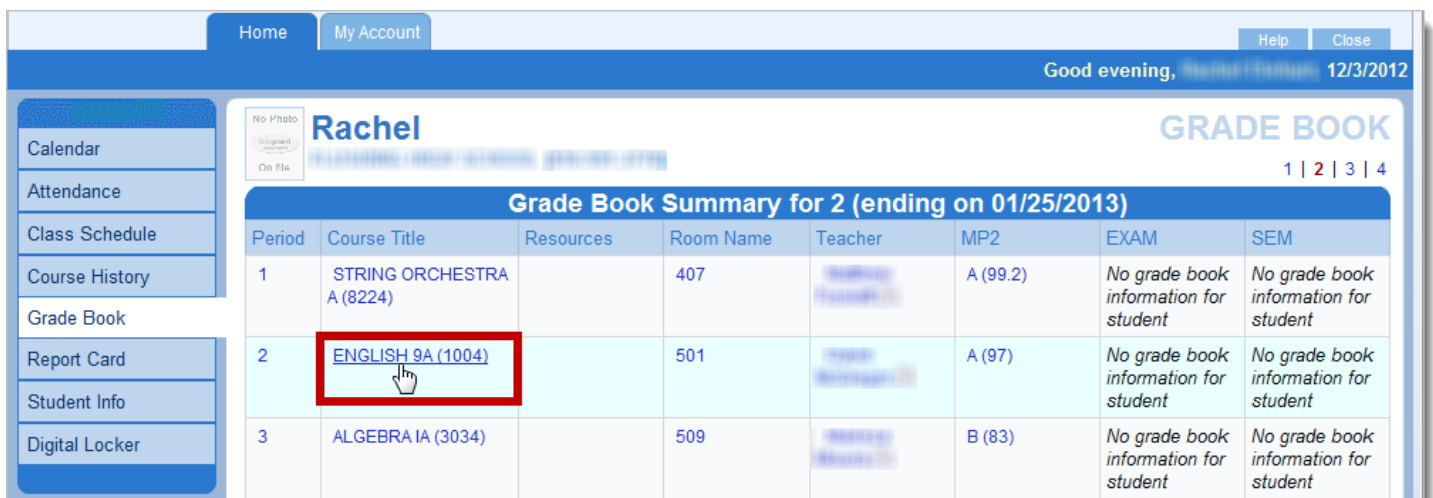 Home My Account
Help Close
Good evening, 12/3/2012
No Photo
On file
Rachel
GRADE BOOK
1 | 2 | 3 | 4
Calendar
Attendance
Class Schedule
Course History
Grade Book
Report Card
Student Info
Digital Locker
Grade Book Summary for 2 (ending on 01/25/2013)
Period Course Title Resources Room Name Teacher MP2 EXAM SEM
1 STRING ORCHESTRA 407 A (99.2) No grade book No grade book
A (8224) information for information for
student student
2 ENGLISH 9A (1004) 501 A (97) No grade book No grade book
information for information for
student student
3 ALGEBRA IA (3034) 509 B (83) No grade book No grade book
information for information for
student student